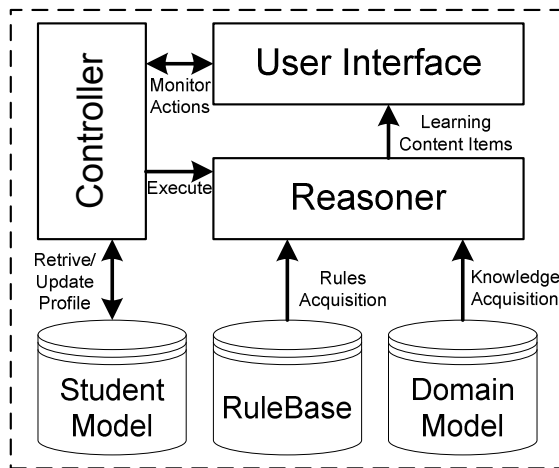 Controller
User Interface
Monitor
Actions
Learning
Content Items
Execute
Reasoner
Retrive/
Update
Profile
Rules
Acquisition
Knowledge
Acquisition
Student
Model
RuleBase
Domain
Model